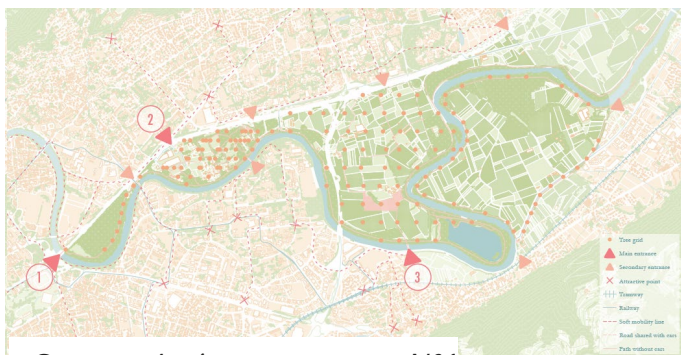 2
1
3
Tree grid
Main entrance
Secondary entrance
Attractive point
Tramway
Railway
Soft mobility line
Road shared with cars
Path without cars